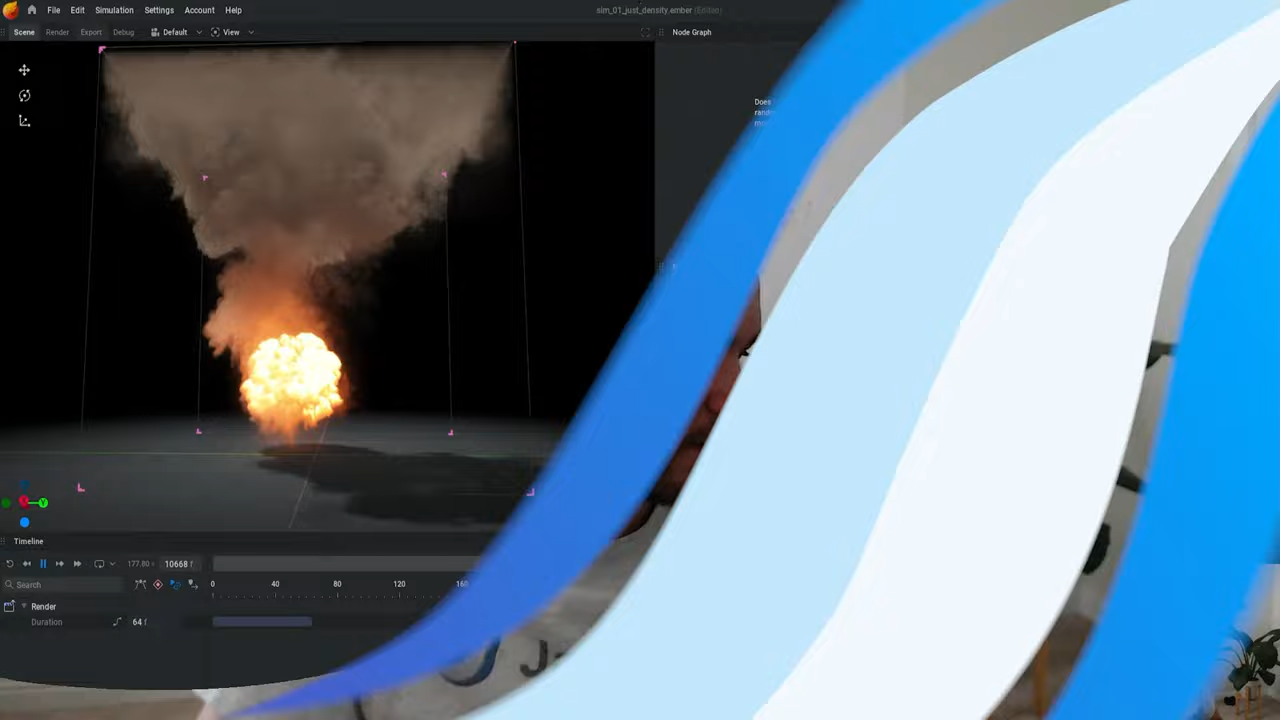 File Edit Simulation Settings Account Help
sim_01_just_density.ember (Edited)
Scene Render Export Debug Default View
Node Graph
Does
Timeline
177.80 s 10668 f
Search
0 40 80 120 160
Render
Duration 64 f